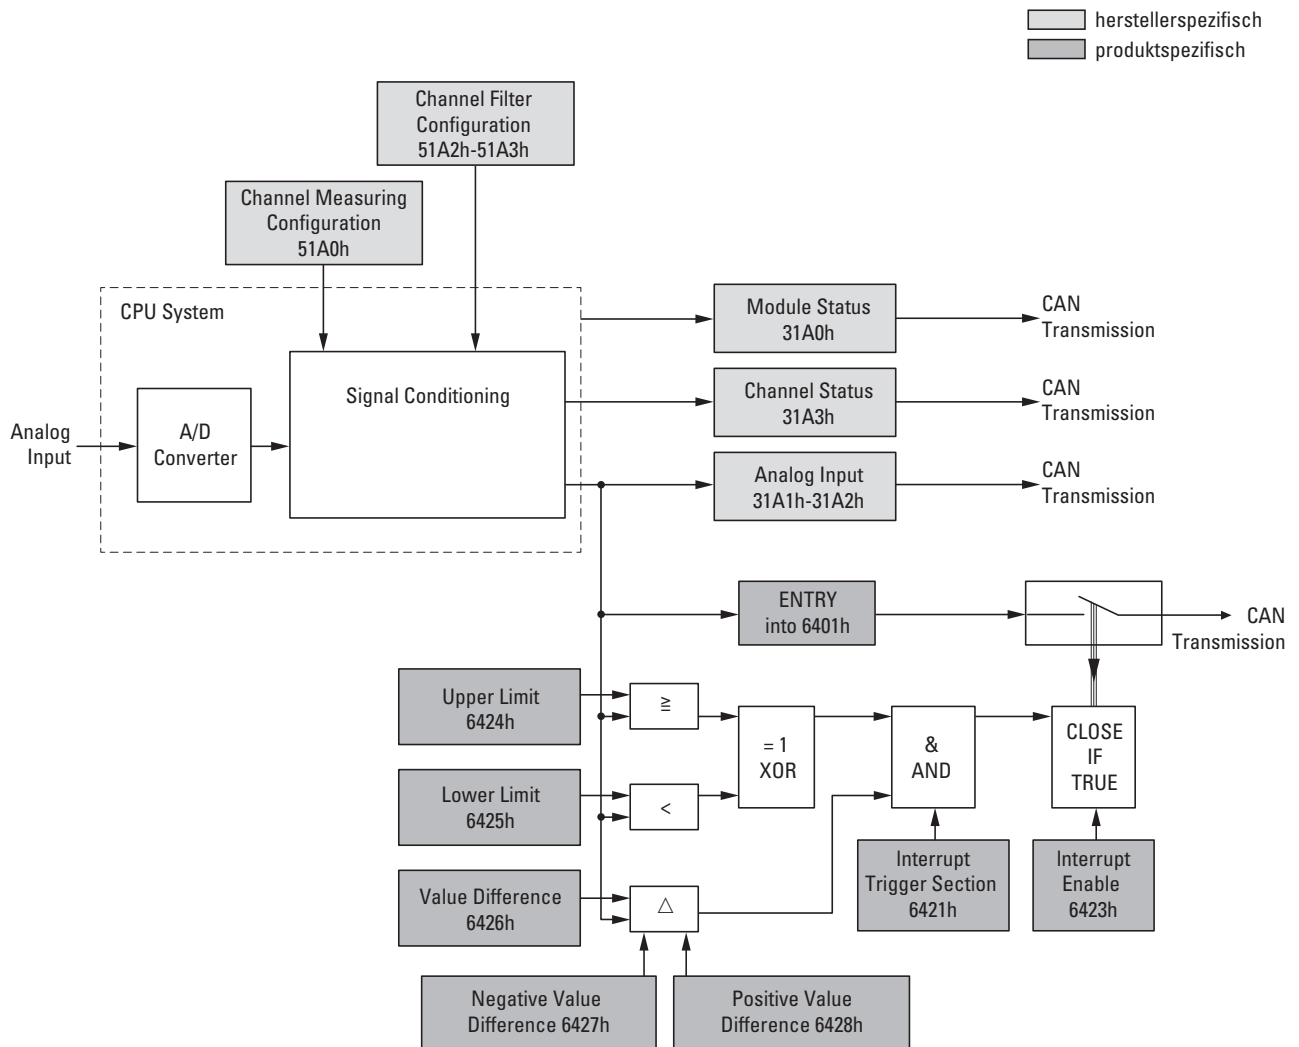 herstellerspezifisch
produktspezifisch
Channel Filter
Configuration
51A2h-51A3h
Channel Measuring
Configuration
51A0h
CPU System
Module Status
31A0h
CAN
Transmission
Signal Conditioning
Channel Status
31A3h
CAN
Transmission
Analog
Input
A/D
Converter
Analog Input
31A1h-31A2h
CAN
Transmission
ENTRY
into 6401h
CAN
Transmission
Upper Limit
6424h
≧
= 1
XOR
&
AND
CLOSE
IF
TRUE
Lower Limit
6425h
<
Interrupt
Trigger Section
6421h
Interrupt
Enable
6423h
Value Difference
6426h
△
Negative Value
Difference 6427h
Positive Value
Difference 6428h